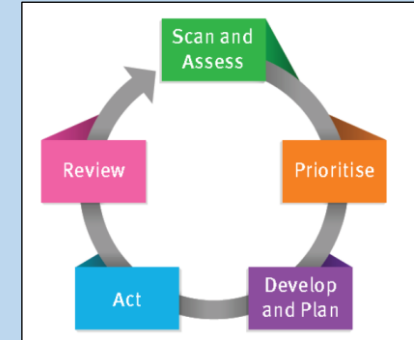 Scan and
Assess
Prioritise
Develop
and Plan
Act
Review